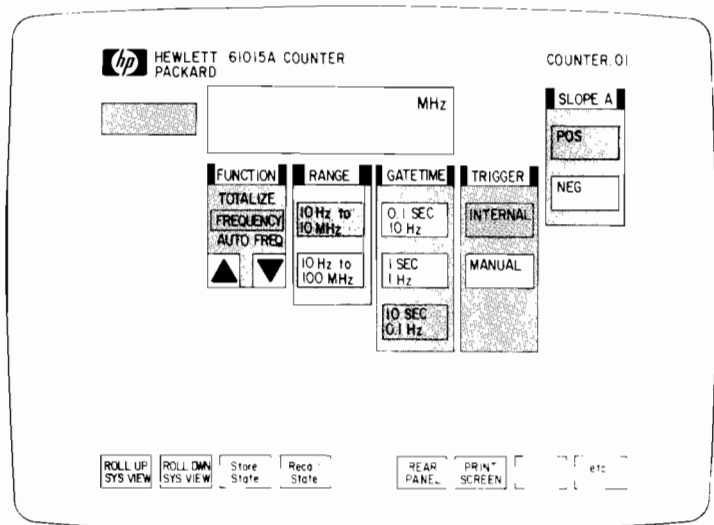 hp HEWLETT 61015A COUNTER
PACKARD
COUNTER.01
MHz
SLOPE A
POS
NEG
FUNCTION
TOTALIZE
FREQUENCY
AUTO FREQ
RANGE
10 Hz to
10 MHz
10 Hz to
100 MHz
GATETIME
0.1 SEC
10 Hz
1 SEC
1 Hz
10 SEC
0.1 Hz
TRIGGER
INTERNAL
MANUAL
ROLL UP
SYS VIEW
ROLL DWN
SYS VIEW
Store
State
State
REAR
PRINT
SCREEN
etc